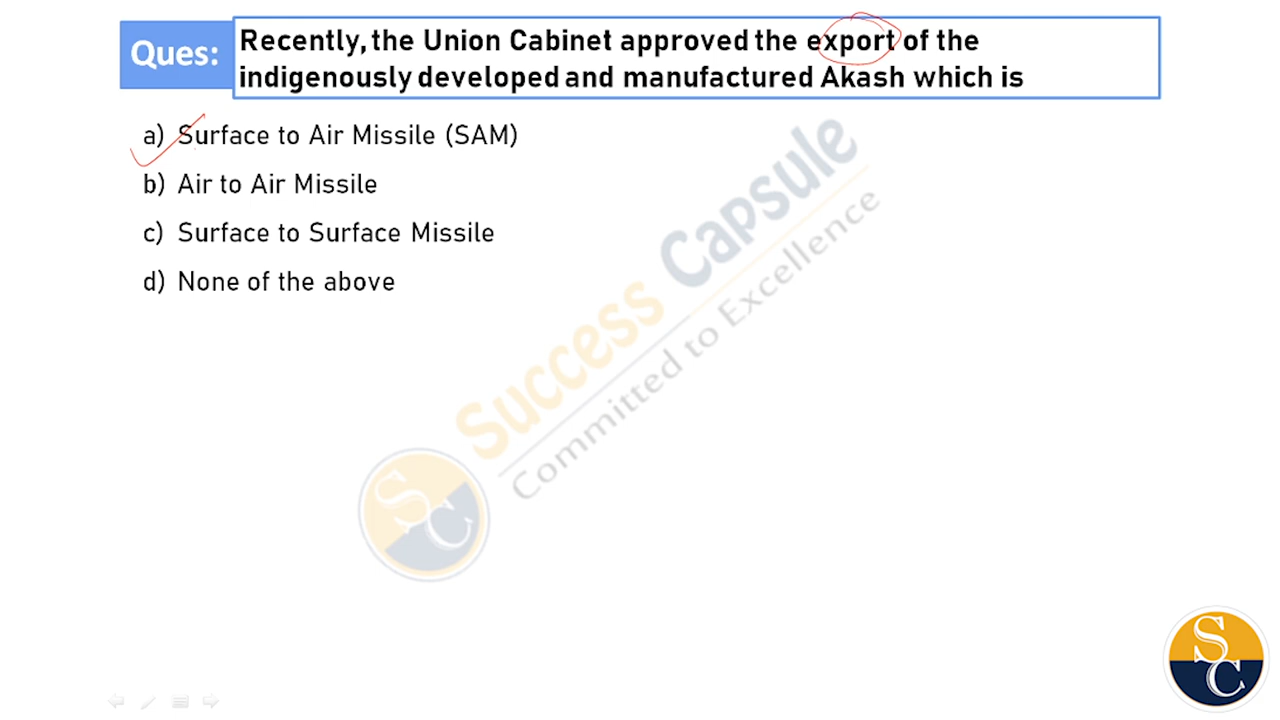 Ques:
Recently, the Union Cabinet approved the export of the
indigenously developed and manufactured Akash which is
a) Surface to Air Missile (SAM)
b) Air to Air Missile
c) Surface to Surface Missile
d) None of the above
Success Capsule
Committed to Excellence
SC
SC